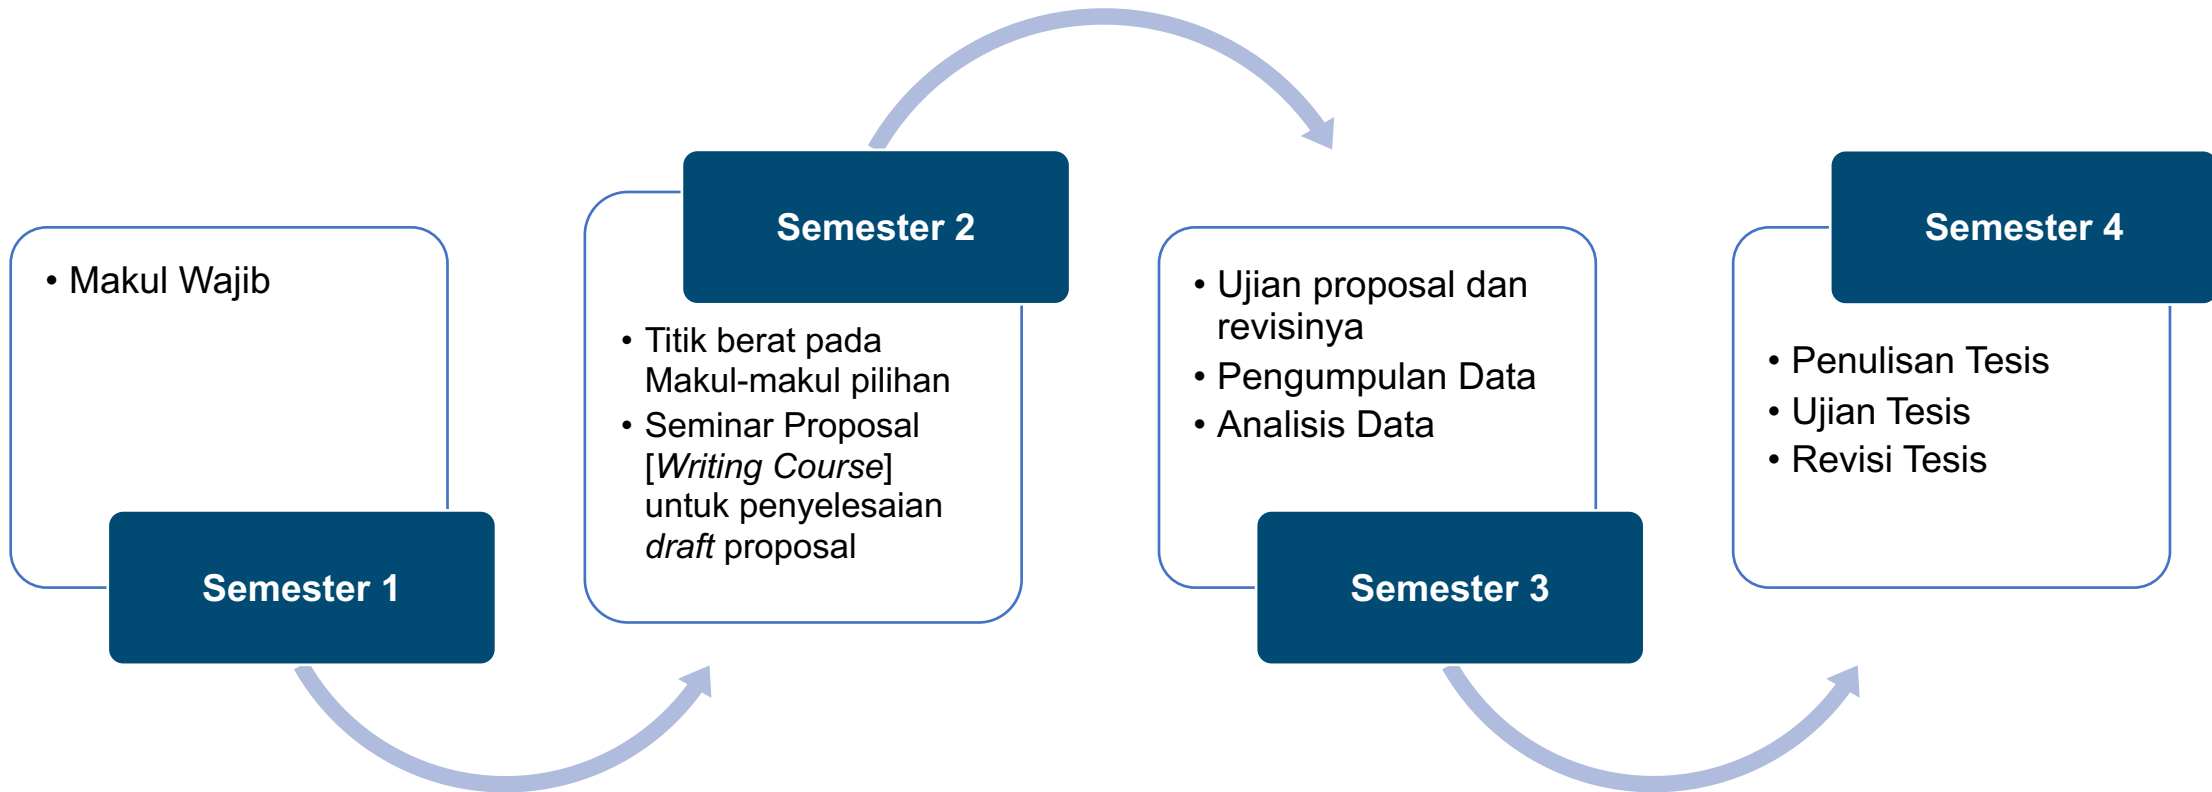 • Makul Wajib
Semester 1
Semester 2
• Titik berat pada
Makul-makul pilihan
• Seminar Proposal
[Writing Course]
untuk penyelesaian
draft proposal
• Ujian proposal dan
revisinya
• Pengumpulan Data
• Analisis Data
Semester 3
Semester 4
• Penulisan Tesis
• Ujian Tesis
• Revisi Tesis